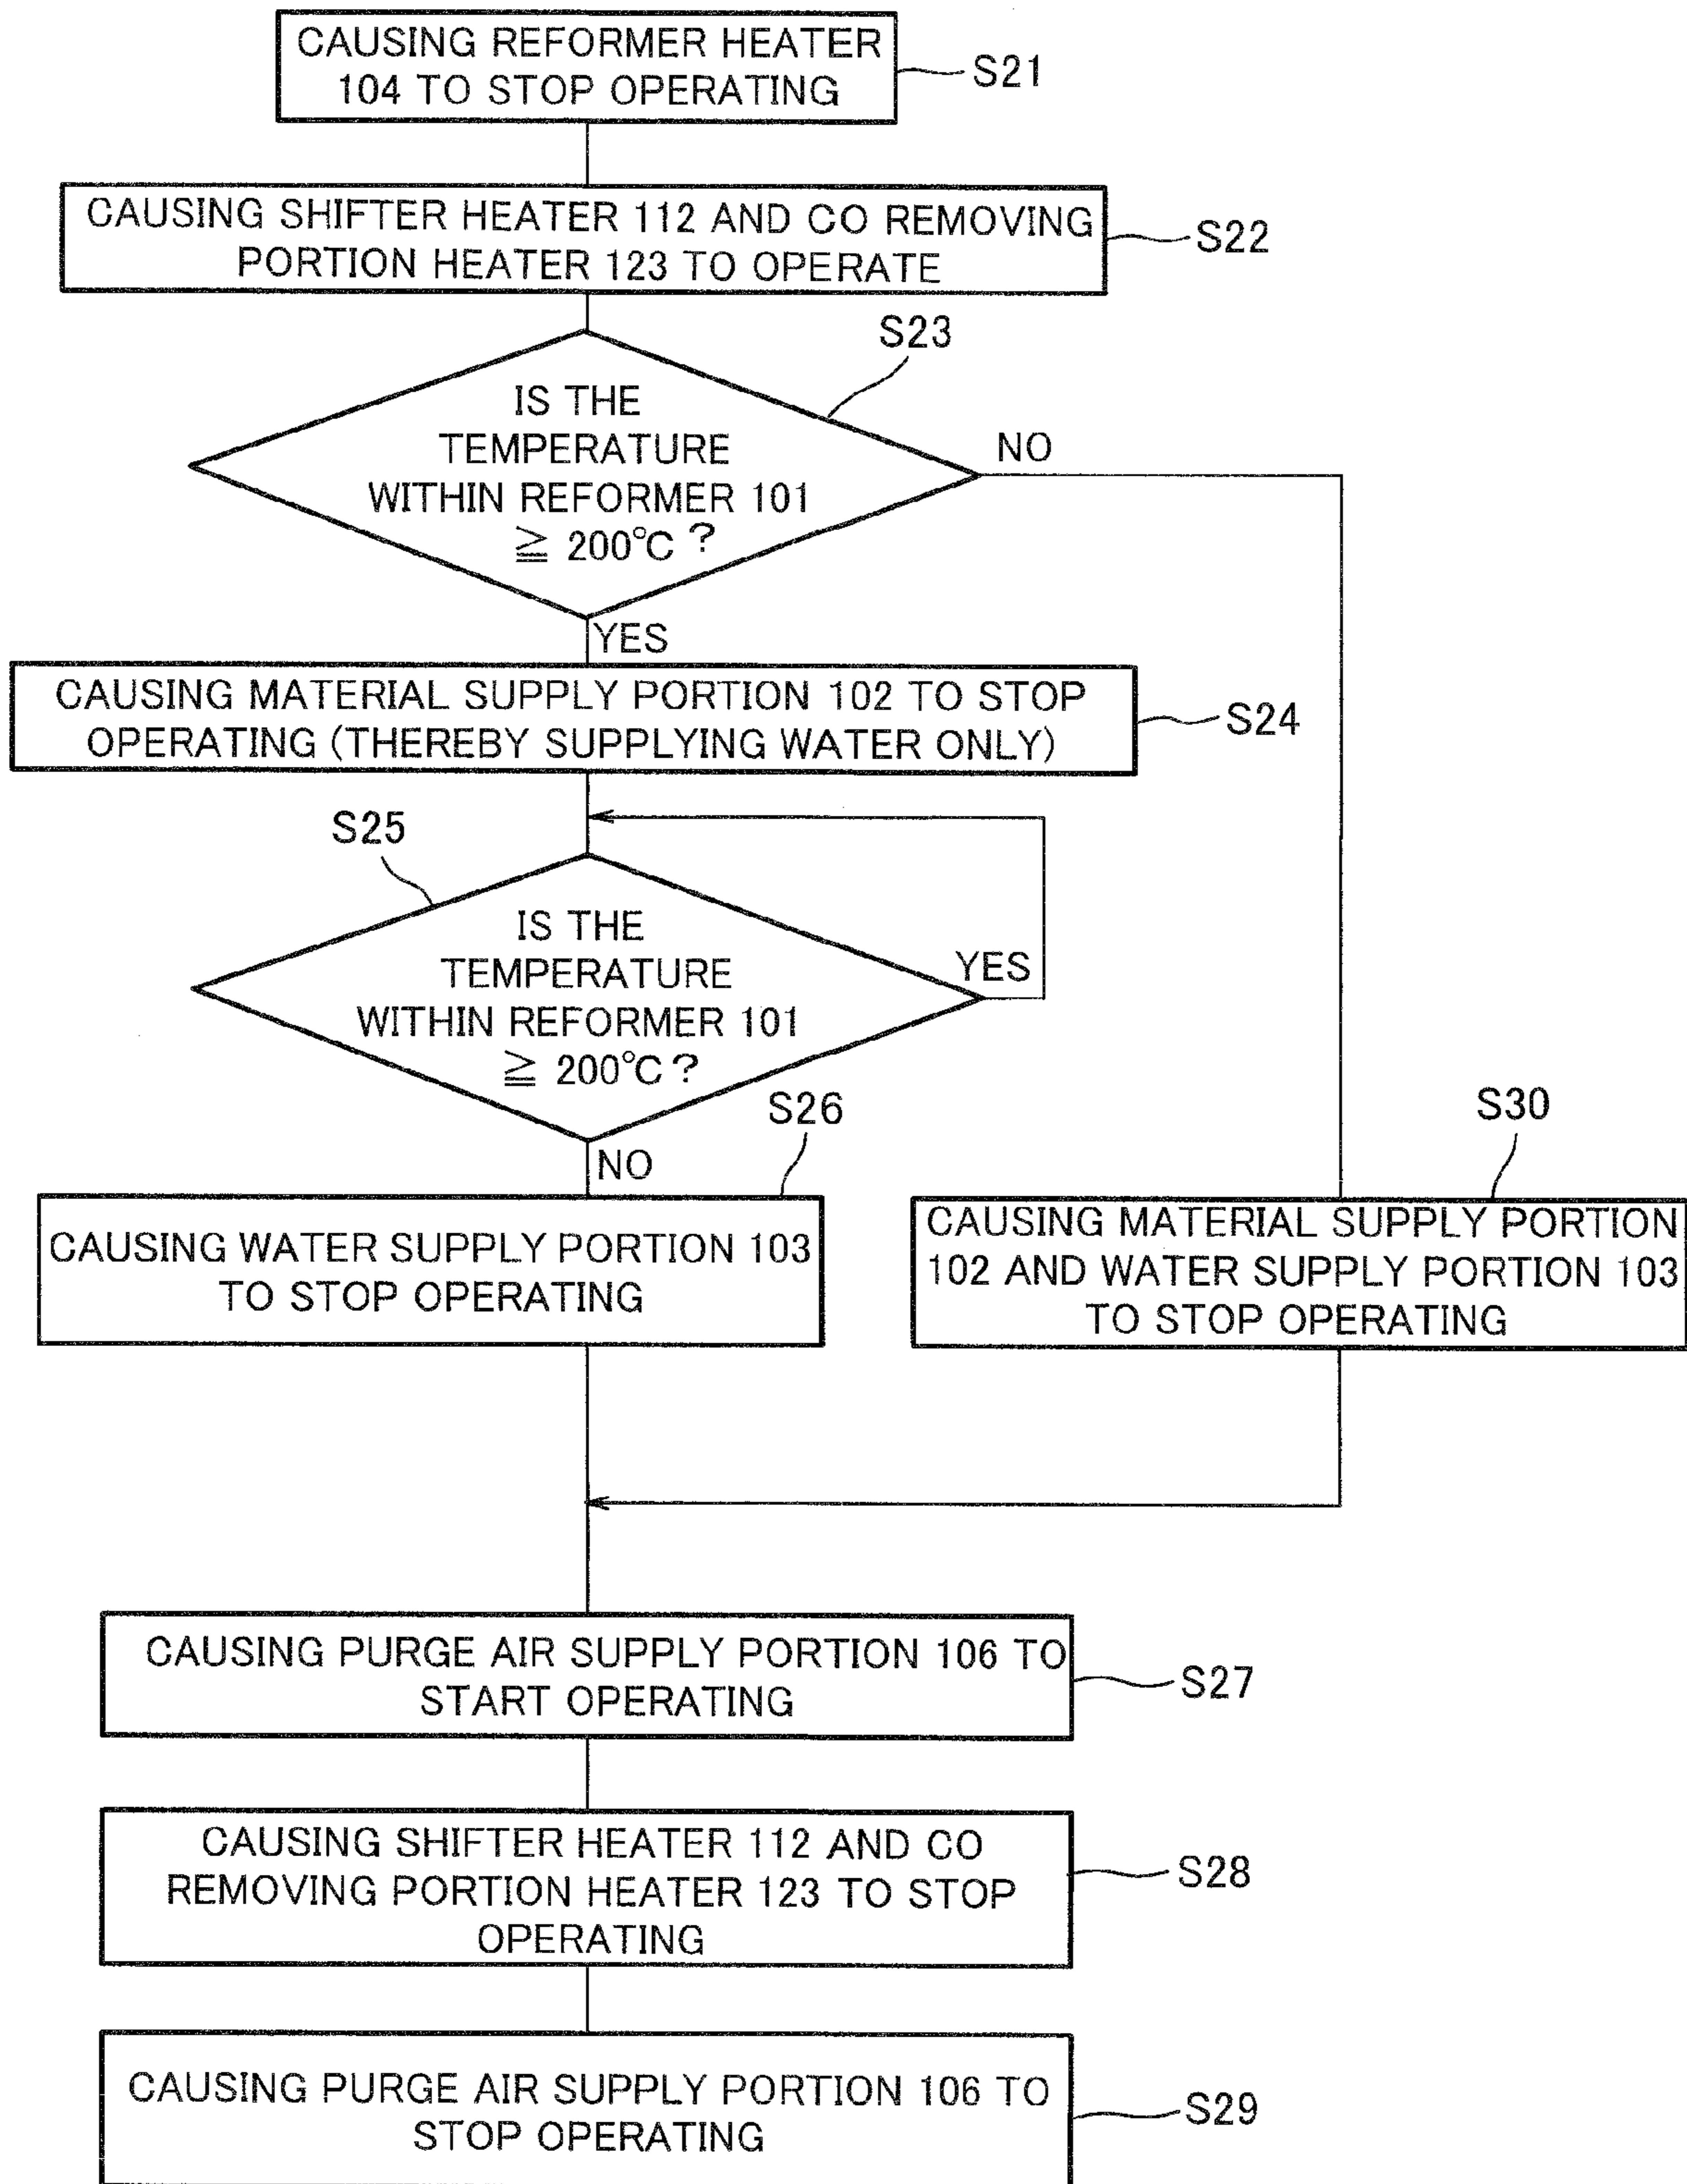 CAUSING REFORMER HEATER
104 TO STOP OPERATING
S21
CAUSING SHIFTER HEATER 112 AND CO REMOVING
PORTION HEATER 123 TO OPERATE
S22
S23
IS THE
TEMPERATURE
WITHIN REFORMER 101
≧ 200℃ ?
NO
YES
CAUSING MATERIAL SUPPLY PORTION 102 TO STOP
OPERATING (THEREBY SUPPLYING WATER ONLY)
S24
S25
IS THE
TEMPERATURE
WITHIN REFORMER 101
≧ 200℃ ?
YES
NO
S26
CAUSING WATER SUPPLY PORTION 103
TO STOP OPERATING
S30
CAUSING MATERIAL SUPPLY PORTION
102 AND WATER SUPPLY PORTION 103
TO STOP OPERATING
CAUSING PURGE AIR SUPPLY PORTION 106 TO
START OPERATING
S27
CAUSING SHIFTER HEATER 112 AND CO
REMOVING PORTION HEATER 123 TO STOP
OPERATING
S28
CAUSING PURGE AIR SUPPLY PORTION 106 TO
STOP OPERATING
S29